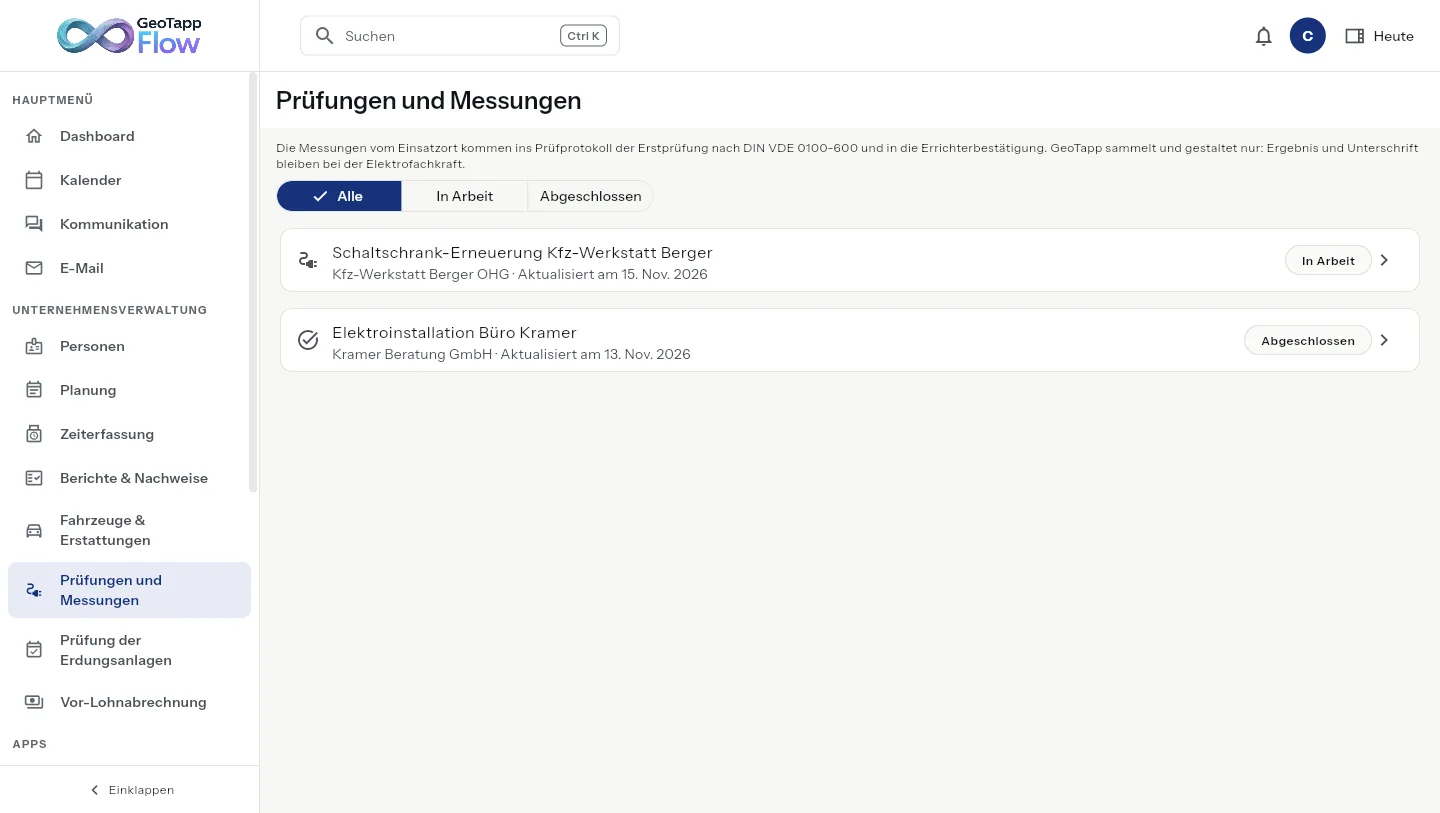 GeoTapp
Flow
Suchen
Ctrl K
C
Heute
HAUPTMENÜ
Dashboard
Kalender
Kommunikation
E-Mail
UNTERNEHMENSVERWALTUNG
Personen
Planung
Zeiterfassung
Berichte & Nachweise
Fahrzeuge &
Erstattungen
Prüfungen und
Messungen
Prüfung der
Erdungsanlagen
Vor-Lohnabrechnung
APPS
Einklappen
Prüfungen und Messungen
Die Messungen vom Einsatzort kommen ins Prüfprotokoll der Erstprüfung nach DIN VDE 0100-600 und in die Errichterbestätigung. GeoTapp sammelt und gestaltet nur: Ergebnis und Unterschrift
bleiben bei der Elektrofachkraft.
Alle
In Arbeit
Abgeschlossen
Schaltschrank-Erneuerung Kfz-Werkstatt Berger
Kfz-Werkstatt Berger OHG · Aktualisiert am 15. Nov. 2026
In Arbeit
Elektroinstallation Büro Kramer
Kramer Beratung GmbH · Aktualisiert am 13. Nov. 2026
Abgeschlossen